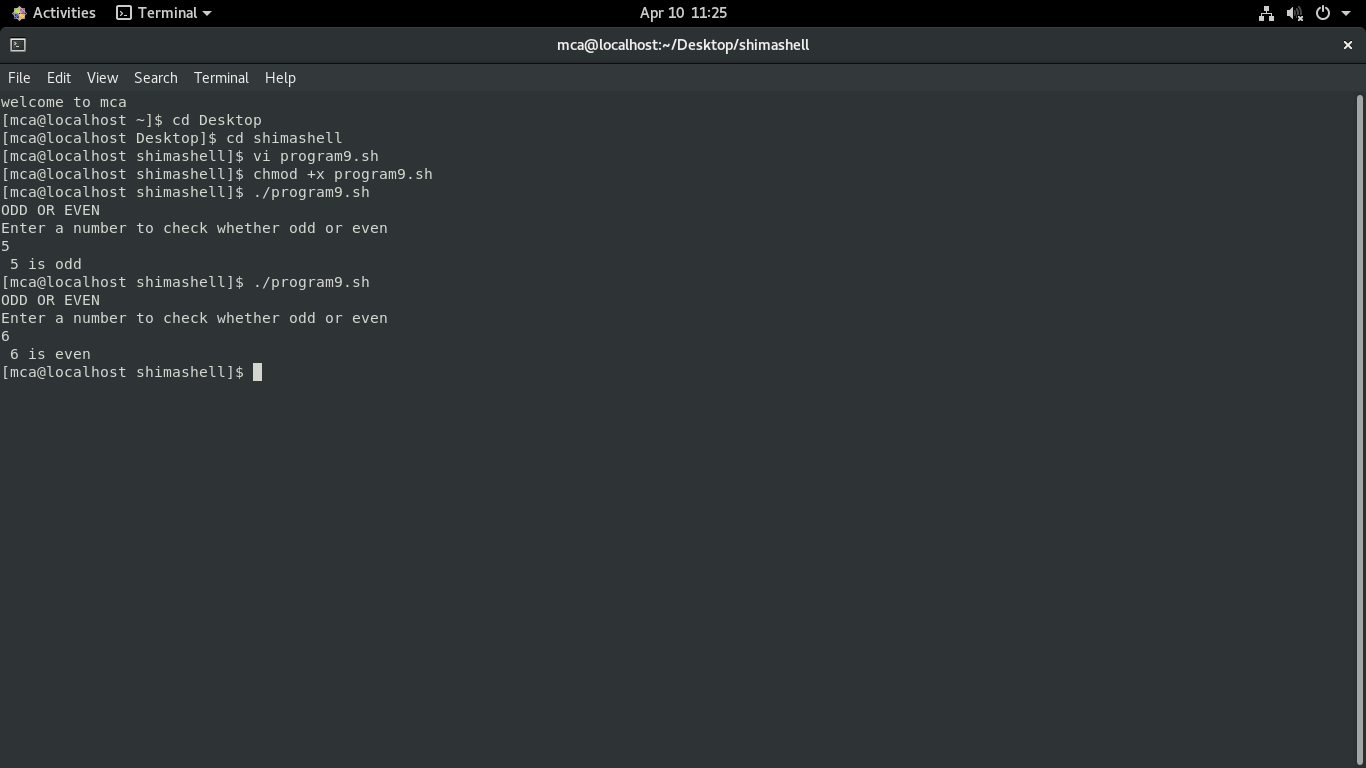 Activities Terminal Apr 10 11:25
mca@localhost:~/Desktop/shimashell
File Edit View Search Terminal Help
welcome to mca
[mca@localhost ~]$ cd Desktop
[mca@localhost Desktop]$ cd shimashell
[mca@localhost shimashell]$ vi program9.sh
[mca@localhost shimashell]$ chmod +x program9.sh
[mca@localhost shimashell]$ ./program9.sh
ODD OR EVEN
Enter a number to check whether odd or even
5
 5 is odd
[mca@localhost shimashell]$ ./program9.sh
ODD OR EVEN
Enter a number to check whether odd or even
6
 6 is even
[mca@localhost shimashell]$